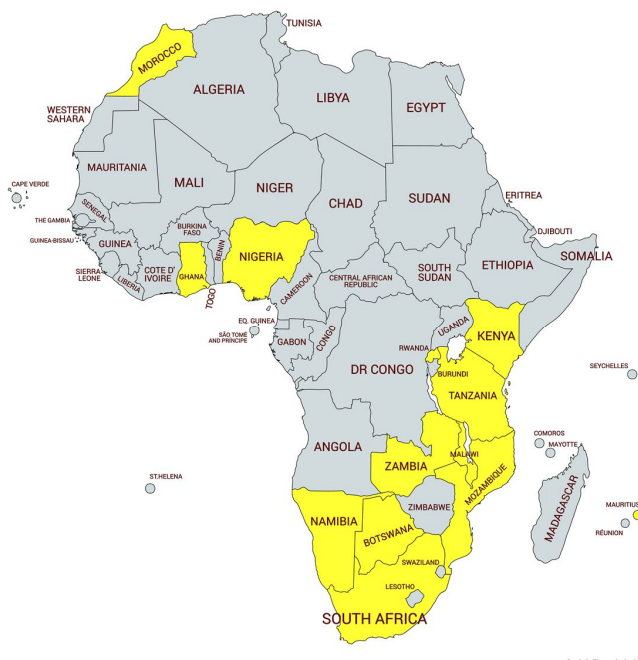 TUNISIA
MOROCCO
ALGERIA
LIBYA
EGYPT
WESTERN
SAHARA
MAURITANIA
MALI
NIGER
CHAD
SUDAN
ERITREA
CAPE VERDE
SENEGAL
THE GAMBIA
GUINEA-BISSAU
GUINEA
BURKINA
FASO
BENIN
NIGERIA
DJIBOUTI
SOMALIA
ETHIOPIA
SOUTH
SUDAN
CENTRAL AFRICAN
REPUBLIC
CAMEROON
SIERRA
LEONE
LIBERIA
COTE D'
IVOIRE
GHANA
TOGO
EQ. GUINEA
SÃO TOMÉ
AND PRÍNCIPE
GABON
CONGO
UGANDA
KENYA
RWANDA
BURUNDI
DR CONGO
TANZANIA
SEYCHELLES
COMOROS
MAYOTTE
ANGOLA
ZAMBIA
MALAWI
MOZAMBIQUE
ST.HELENA
ZIMBABWE
MADAGASCAR
MAURITIUS
RÉUNION
NAMIBIA
BOTSWANA
SWAZILAND
LESOTHO
SOUTH AFRICA